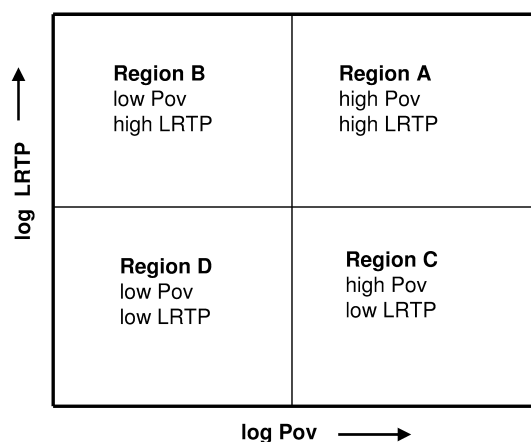 Region B
low Pov
high LRTP
Region A
high Pov
high LRTP
log LRTP
Region D
low Pov
low LRTP
Region C
high Pov
low LRTP
log Pov